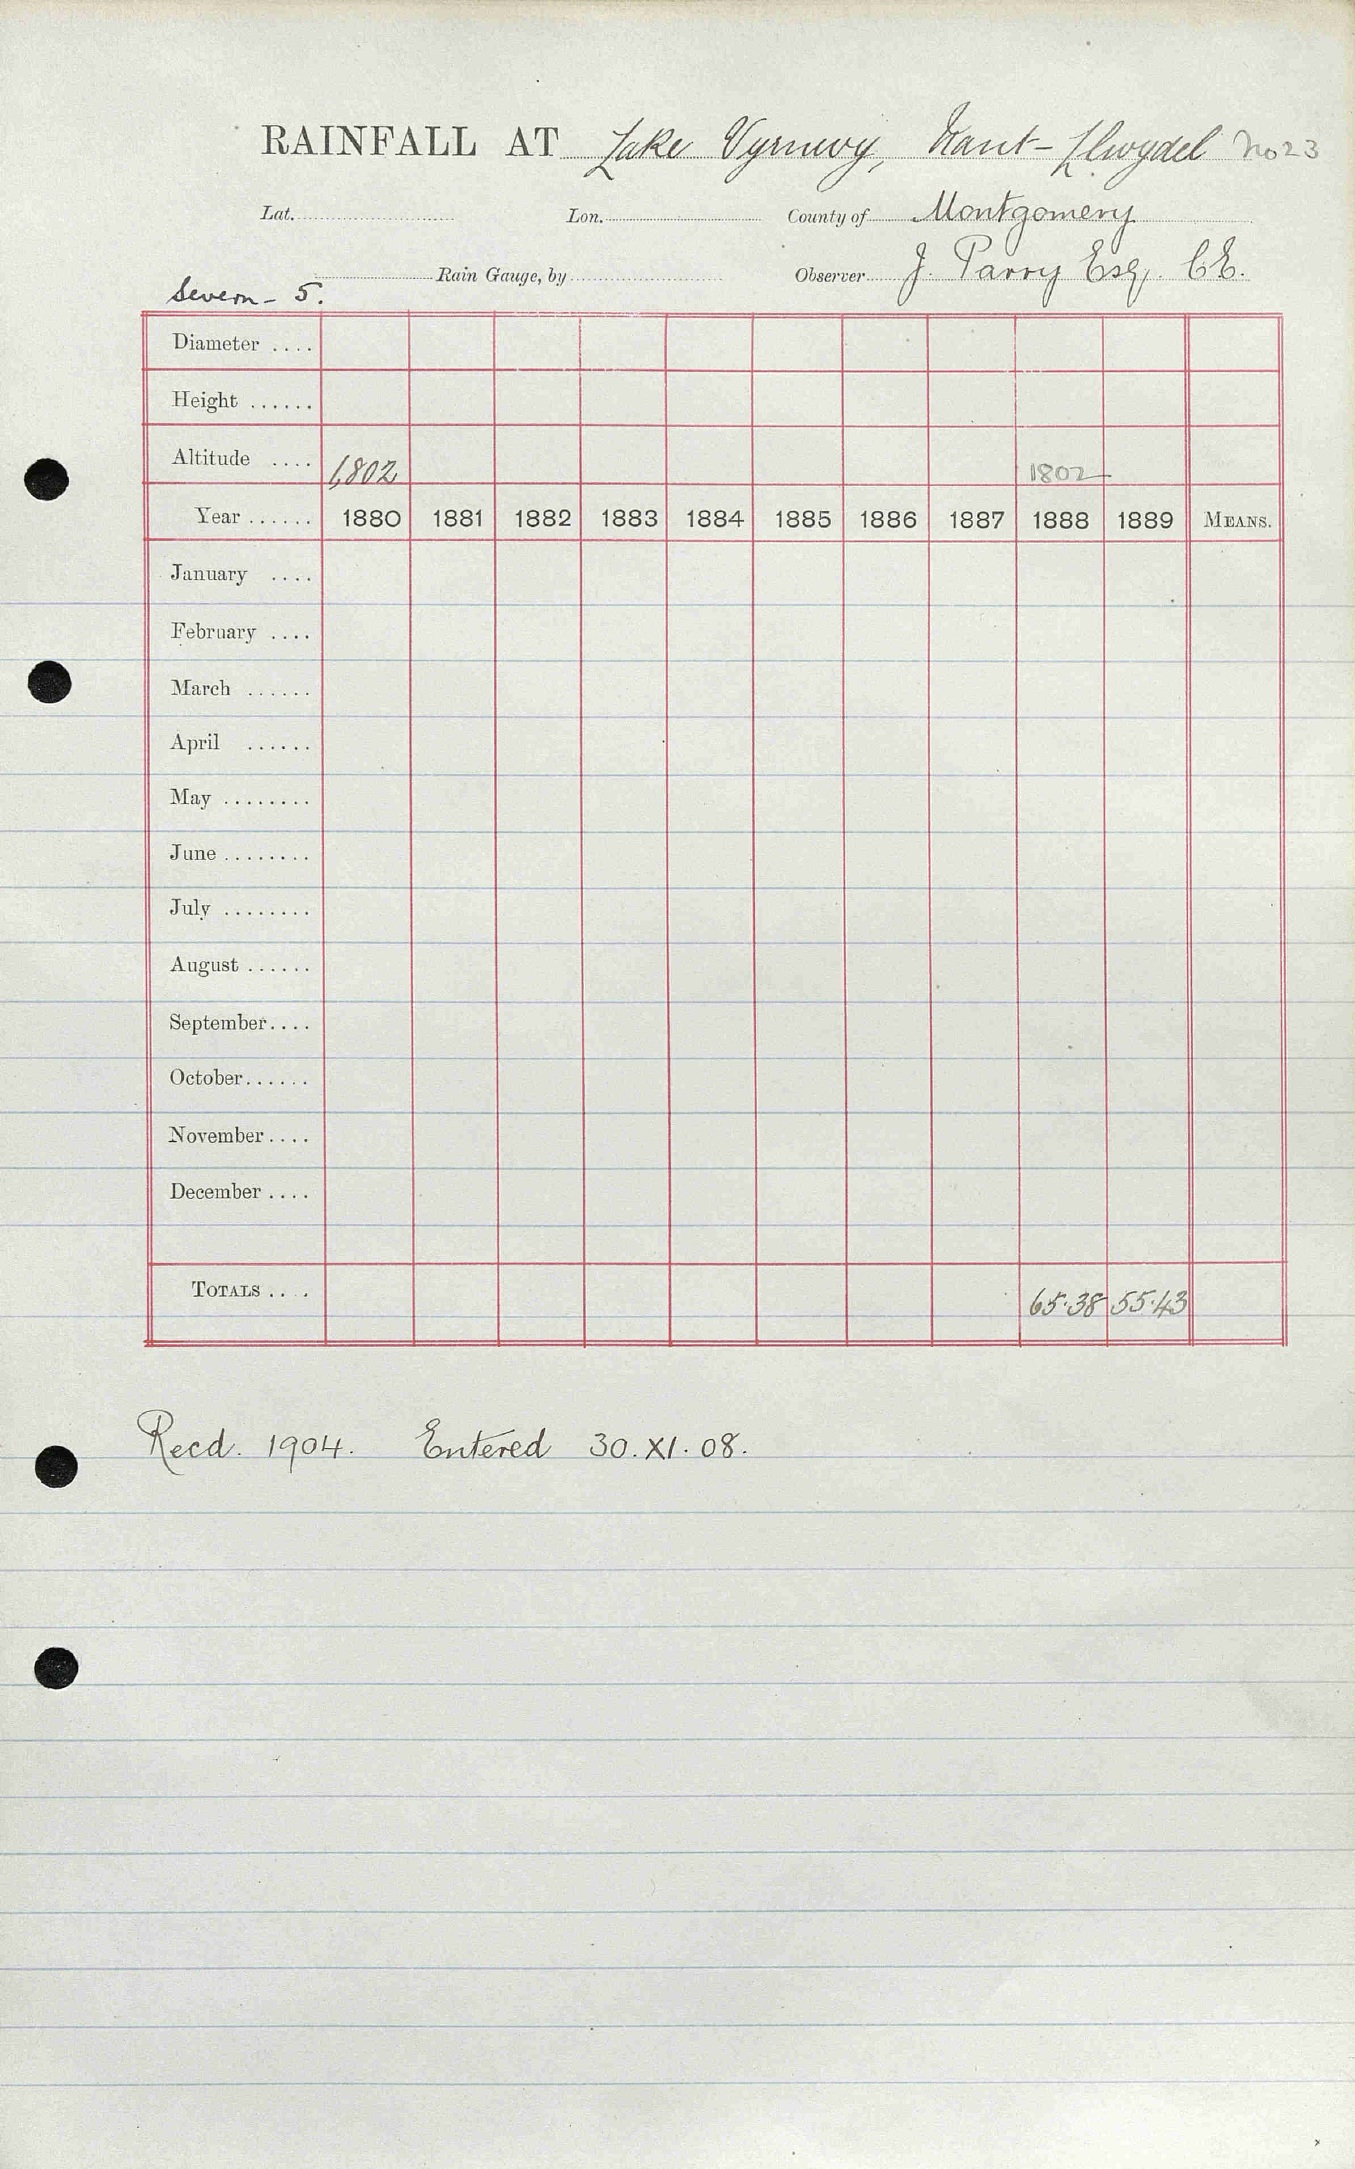 RAINFALL AT Lake Vyrnwy, Nant-Llwydel No 23
Lat. Lon. County of Montgomery
Rain Gauge, by Observer J. Parry Esq. C.E.
Severn - 5.
Diameter ....
Height ......
Altitude .... 1,802 1802
Year ...... 1880 1881 1882 1883 1884 1885 1886 1887 1888 1889 MEANS.
January ....
February ....
March ......
April ......
May ........
June ........
July ........
August ......
September....
October......
November....
December ....
TOTALS .... 65.38 55.43
Recd. 1904. Entered 30.XI.08.